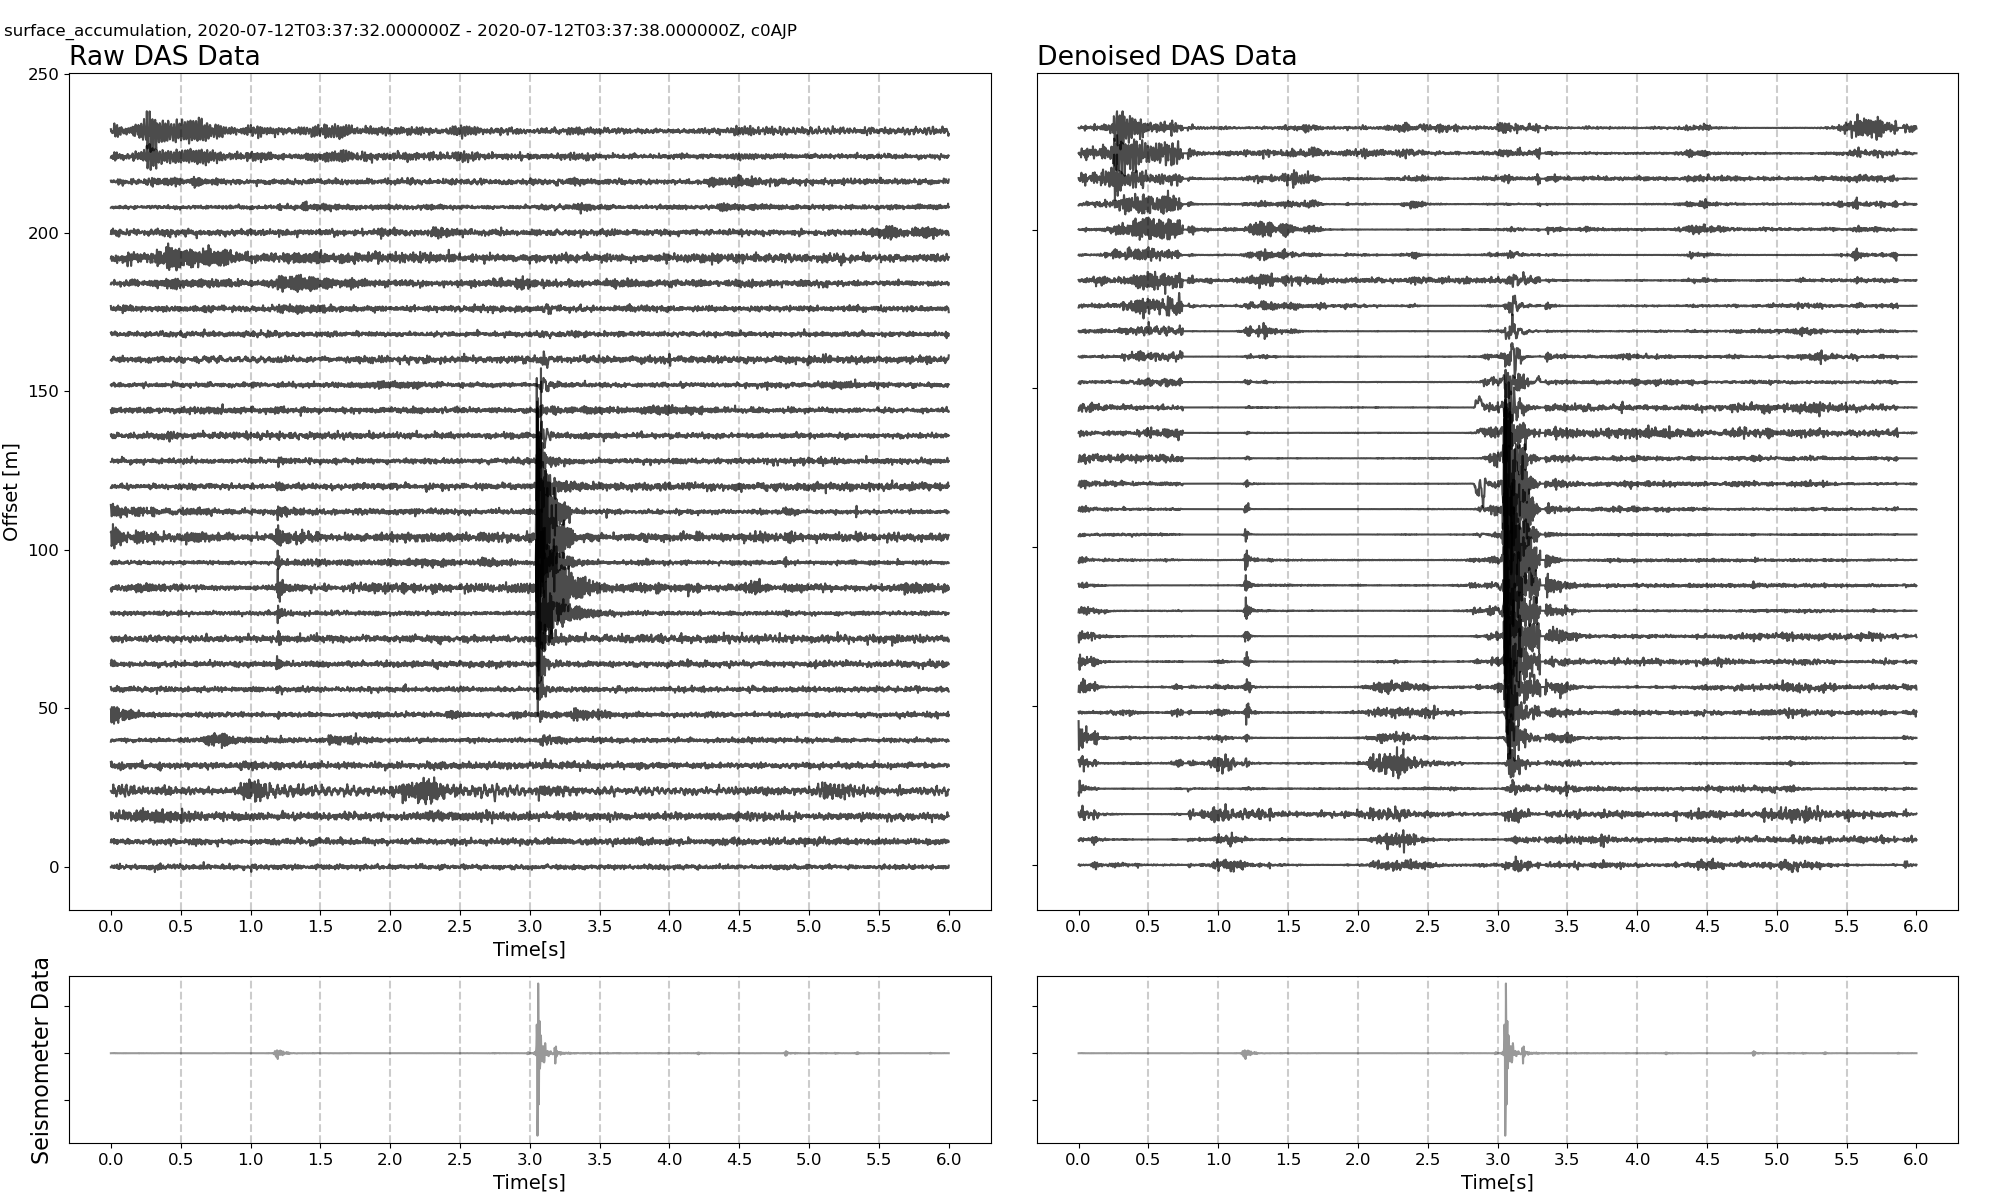 surface_accumulation, 2020-07-12T03:37:32.000000Z - 2020-07-12T03:37:38.000000Z, c0AJP
Raw DAS Data
Denoised DAS Data
Offset [m]
250
200
150
100
50
0
0.0 0.5 1.0 1.5 2.0 2.5 3.0 3.5 4.0 4.5 5.0 5.5 6.0
Time[s]
0.0 0.5 1.0 1.5 2.0 2.5 3.0 3.5 4.0 4.5 5.0 5.5 6.0
Seismometer Data
0.0 0.5 1.0 1.5 2.0 2.5 3.0 3.5 4.0 4.5 5.0 5.5 6.0
Time[s]
0.0 0.5 1.0 1.5 2.0 2.5 3.0 3.5 4.0 4.5 5.0 5.5 6.0
Time[s]